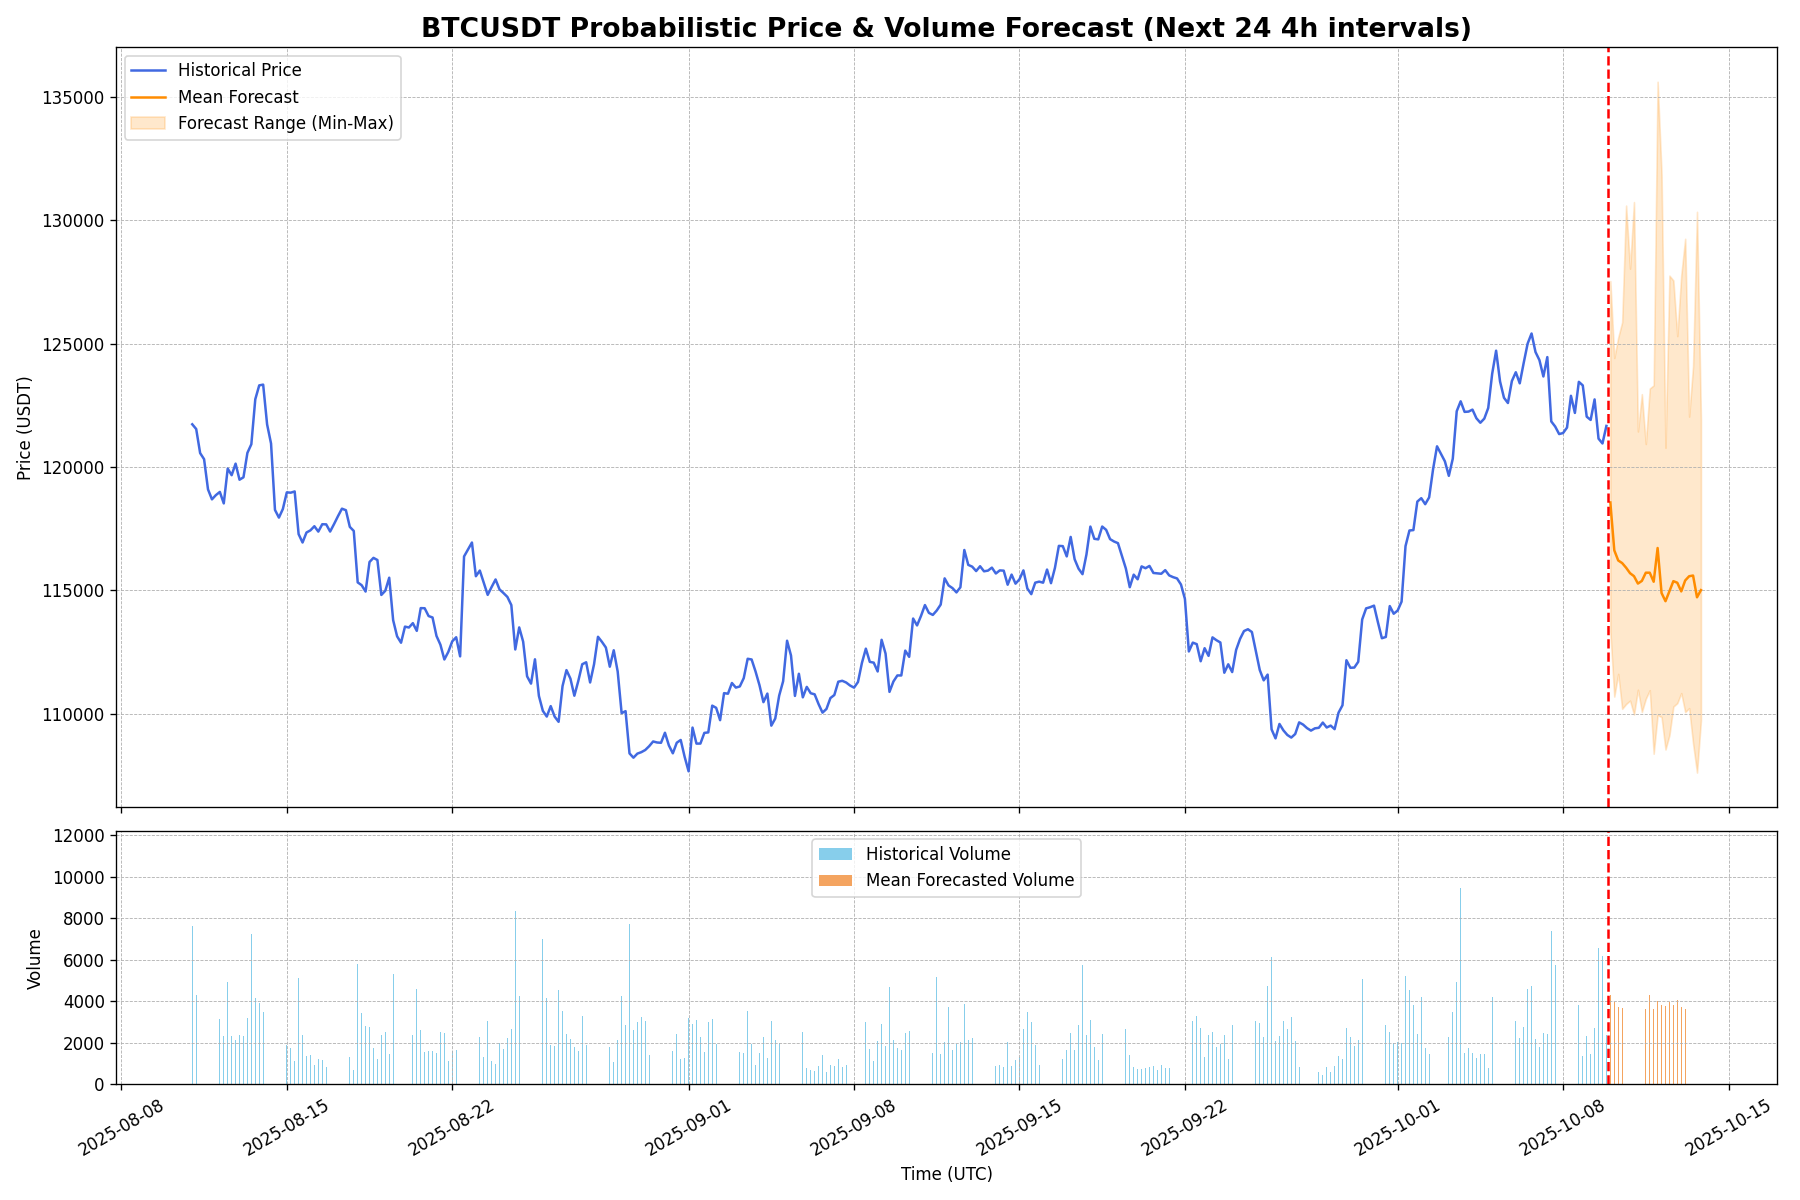 BTCUSDT Probabilistic Price & Volume Forecast (Next 24 4h intervals)
Historical Price
Mean Forecast
Forecast Range (Min-Max)
135000
130000
125000
120000
115000
110000
Price (USDT)
Historical Volume
Mean Forecasted Volume
12000
10000
8000
6000
4000
2000
0
Volume
2025-08-08
2025-08-15
2025-08-22
2025-09-01
2025-09-08
2025-09-15
2025-09-22
2025-10-01
2025-10-08
2025-10-15
Time (UTC)